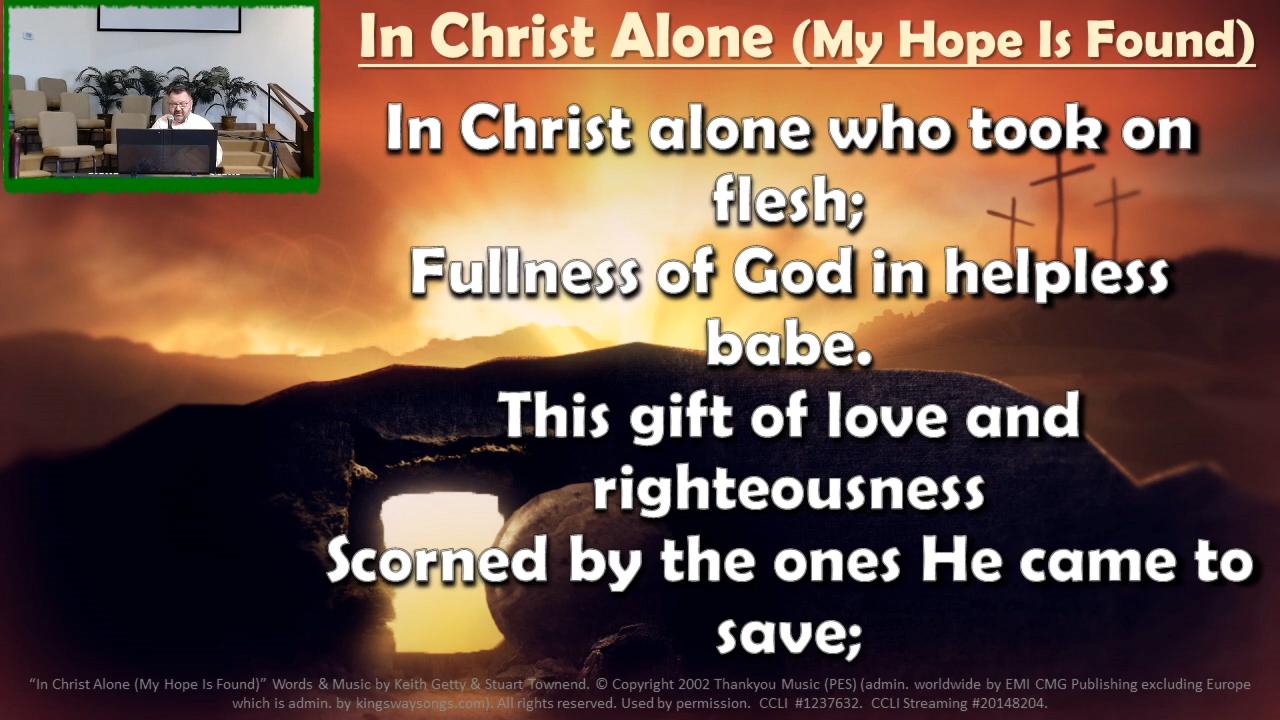 In Christ Alone (My Hope Is Found)
In Christ alone who took on
flesh;
Fullness of God in helpless
babe.
This gift of love and
righteousness
Scorned by the ones He came to
save;
“In Christ Alone (My Hope Is Found)” Words & Music by Keith Getty & Stuart Townend. © Copyright 2002 Thankyou Music (PES) (admin. worldwide by EMI CMG Publishing excluding Europe
which is admin. by kingswaysongs.com). All rights reserved. Used by permission. CCLI #1237632. CCLI Streaming #20148204.